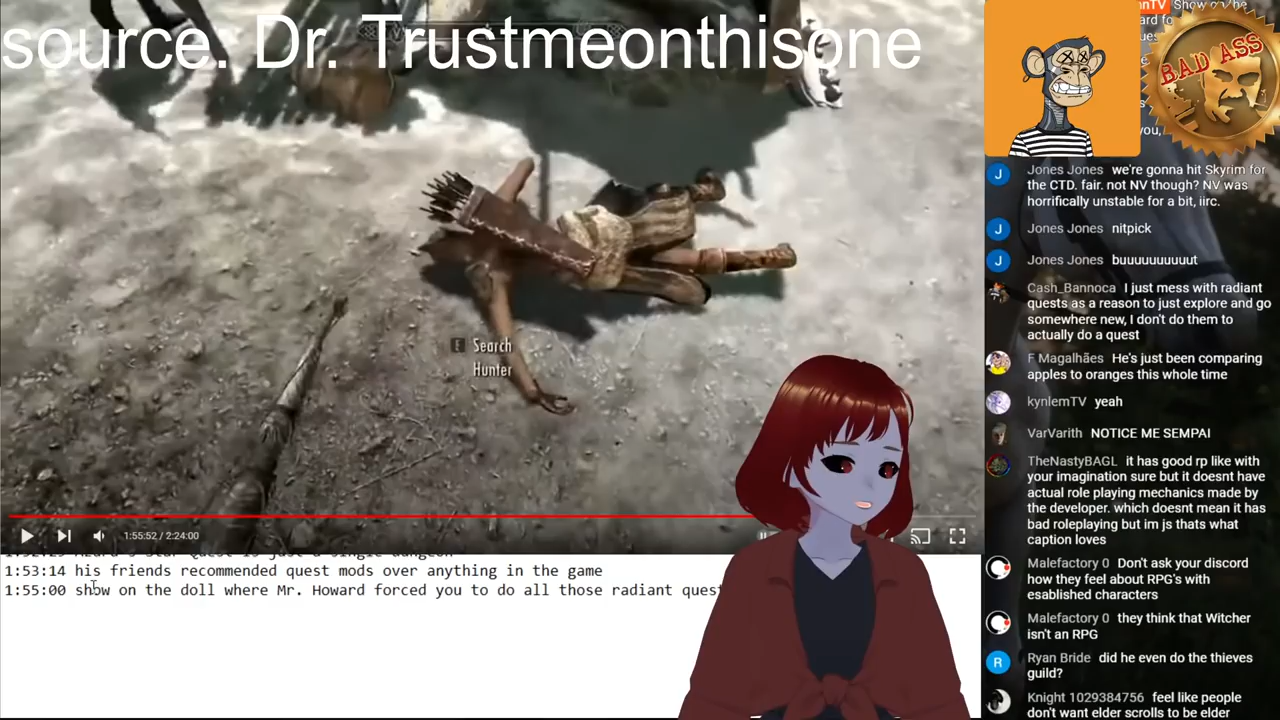 source: Dr. Trustmeonthisone
E Search
Hunter
1:55:52 / 2:24:00
1:53:14 his friends recommended quest mods over anything in the game
1:55:00 show on the doll where Mr. Howard forced you to do all those radiant quest
BAD ASS
you,
Jones Jones we're gonna hit Skyrim for
the CTD. fair. not NV though? NV was
horrifically unstable for a bit, iirc.
J
Jones Jones nitpick
J
Jones Jones buuuuuuuuuut
J
Cash_Bannoca I just mess with radiant
quests as a reason to just explore and go
somewhere new, I don't do them to
actually do a quest
F Magalhães He's just been comparing
apples to oranges this whole time
kynlemTV yeah
VarVarith NOTICE ME SEMPAI
TheNastyBAGL it has good rp like with
your imagination sure but it doesnt have
actual role playing mechanics made by
the developer. which doesnt mean it has
bad roleplaying but im js thats what
caption loves
Malefactory 0 Don't ask your discord
how they feel about RPG's with
esablished characters
Malefactory 0 they think that Witcher
isn't an RPG
Ryan Bride did he even do the thieves
guild?
R
Knight 1029384756 feel like people
don't want elder scrolls to be elder